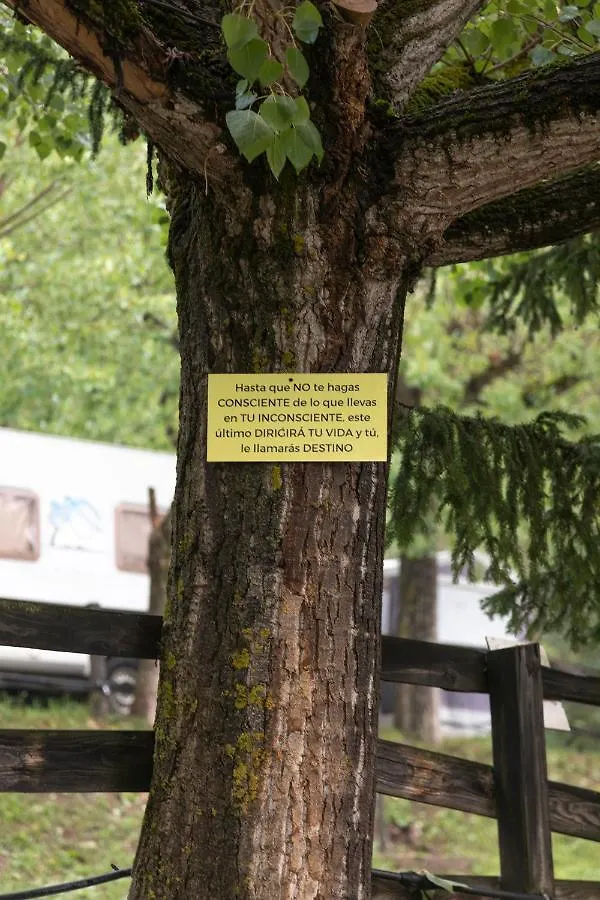 Hasta que NO te hagas
CONSCIENTE de lo que llevas
en TU INCONSCIENTE, este
último DIRIGIRÁ TU VIDA y tú,
le llamarás DESTINO